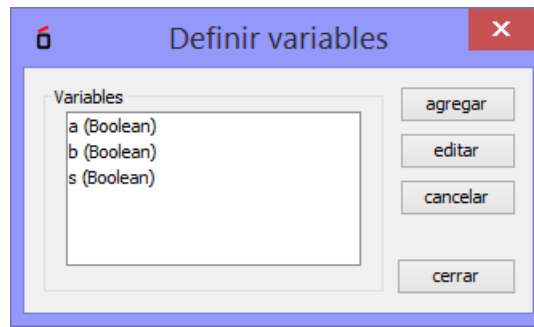 ó Definir variables
Variables
a (Boolean)
b (Boolean)
s (Boolean)
agregar
editar
cancelar
cerrar